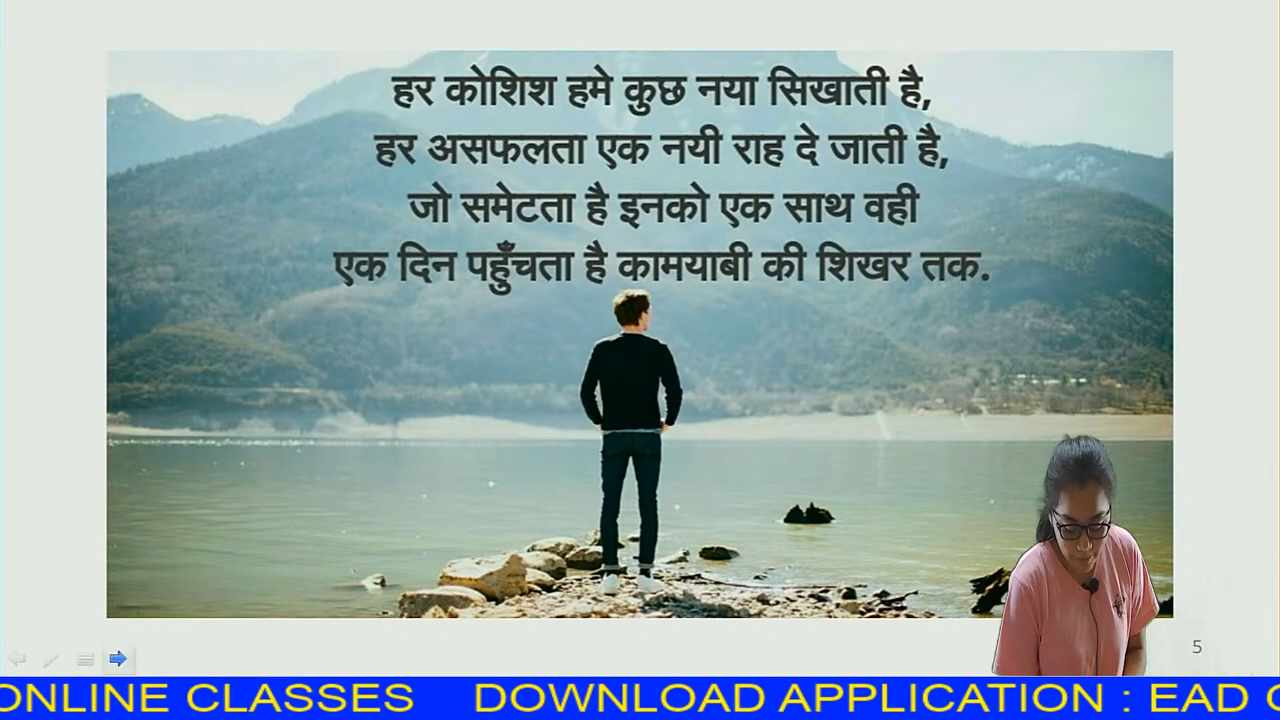 हर कोशिश हमे कुछ नया सिखाती है,
हर असफलता एक नयी राह दे जाती है,
जो समेटता है इनको एक साथ वही
एक दिन पहुँचता है कामयाबी की शिखर तक.
5
ONLINE CLASSES DOWNLOAD APPLICATION : EAD